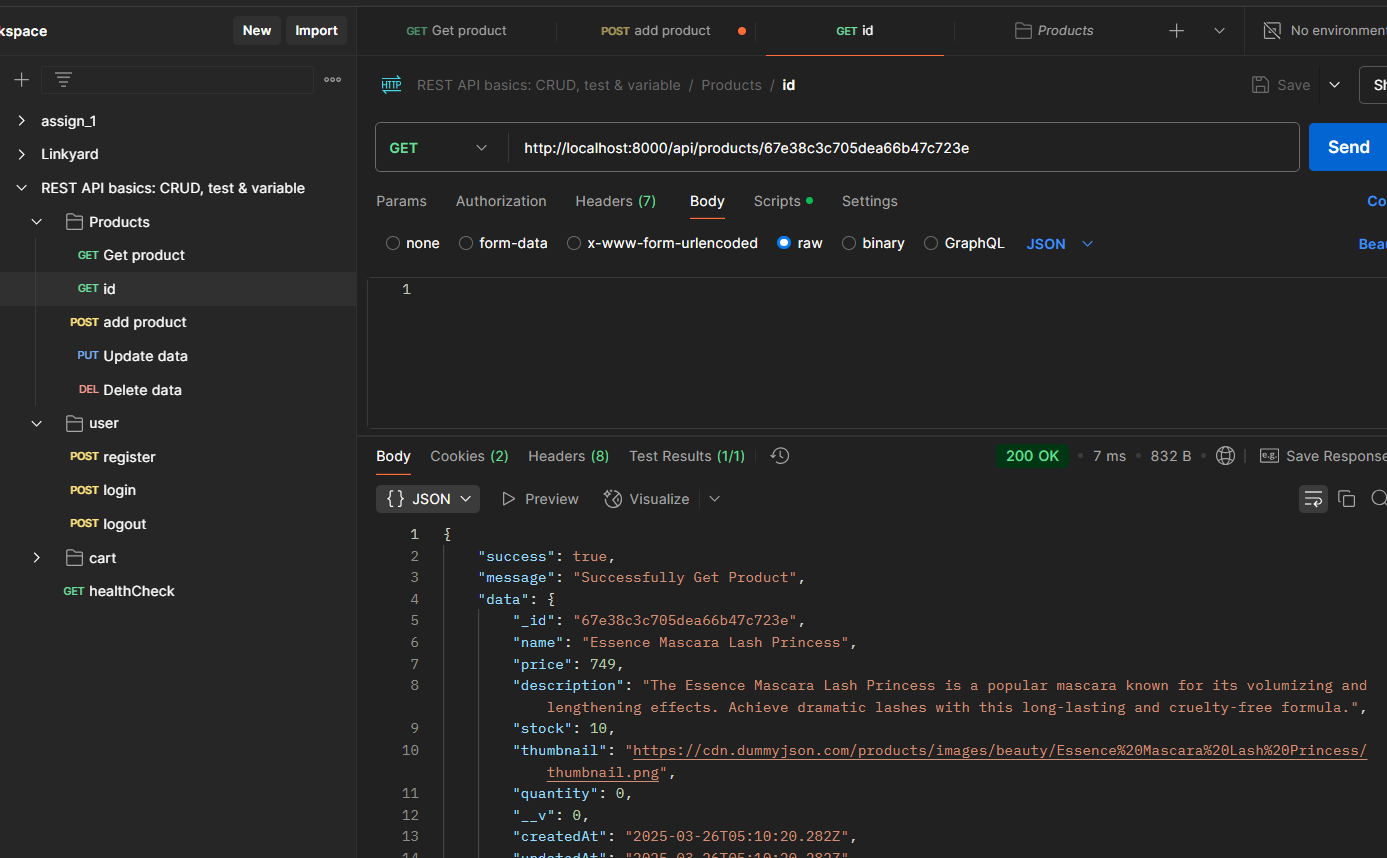 kspace
New
Import
GET Get product
POST add product
GET id
Products
No environment
HTTP
REST API basics: CRUD, test & variable / Products / id
Save
assign_1
Linkyard
REST API basics: CRUD, test & variable
Products
GET Get product
GET id
POST add product
PUT Update data
DEL Delete data
user
POST register
POST login
POST logout
cart
GET healthCheck
GET
http://localhost:8000/api/products/67e38c3c705dea66b47c723e
Send
Params
Authorization
Headers (7)
Body
Scripts
Settings
Co
none
form-data
x-www-form-urlencoded
raw
binary
GraphQL
JSON
Beau
1
Body
Cookies (2)
Headers (8)
Test Results (1/1)
200 OK
7 ms
832 B
e.g.
Save Response
{} JSON
Preview
Visualize
1 {
2 "success": true,
3 "message": "Successfully Get Product",
4 "data": {
5 "_id": "67e38c3c705dea66b47c723e",
6 "name": "Essence Mascara Lash Princess",
7 "price": 749,
8 "description": "The Essence Mascara Lash Princess is a popular mascara known for its volumizing and
lengthening effects. Achieve dramatic lashes with this long-lasting and cruelty-free formula.",
9 "stock": 10,
10 "thumbnail": "https://cdn.dummyjson.com/products/images/beauty/Essence%20Mascara%20Lash%20Princess/
thumbnail.png",
11 "quantity": 0,
12 "__v": 0,
13 "createdAt": "2025-03-26T05:10:20.282Z",
14 "updatedAt": "2025-03-26T05:10:20.282Z"